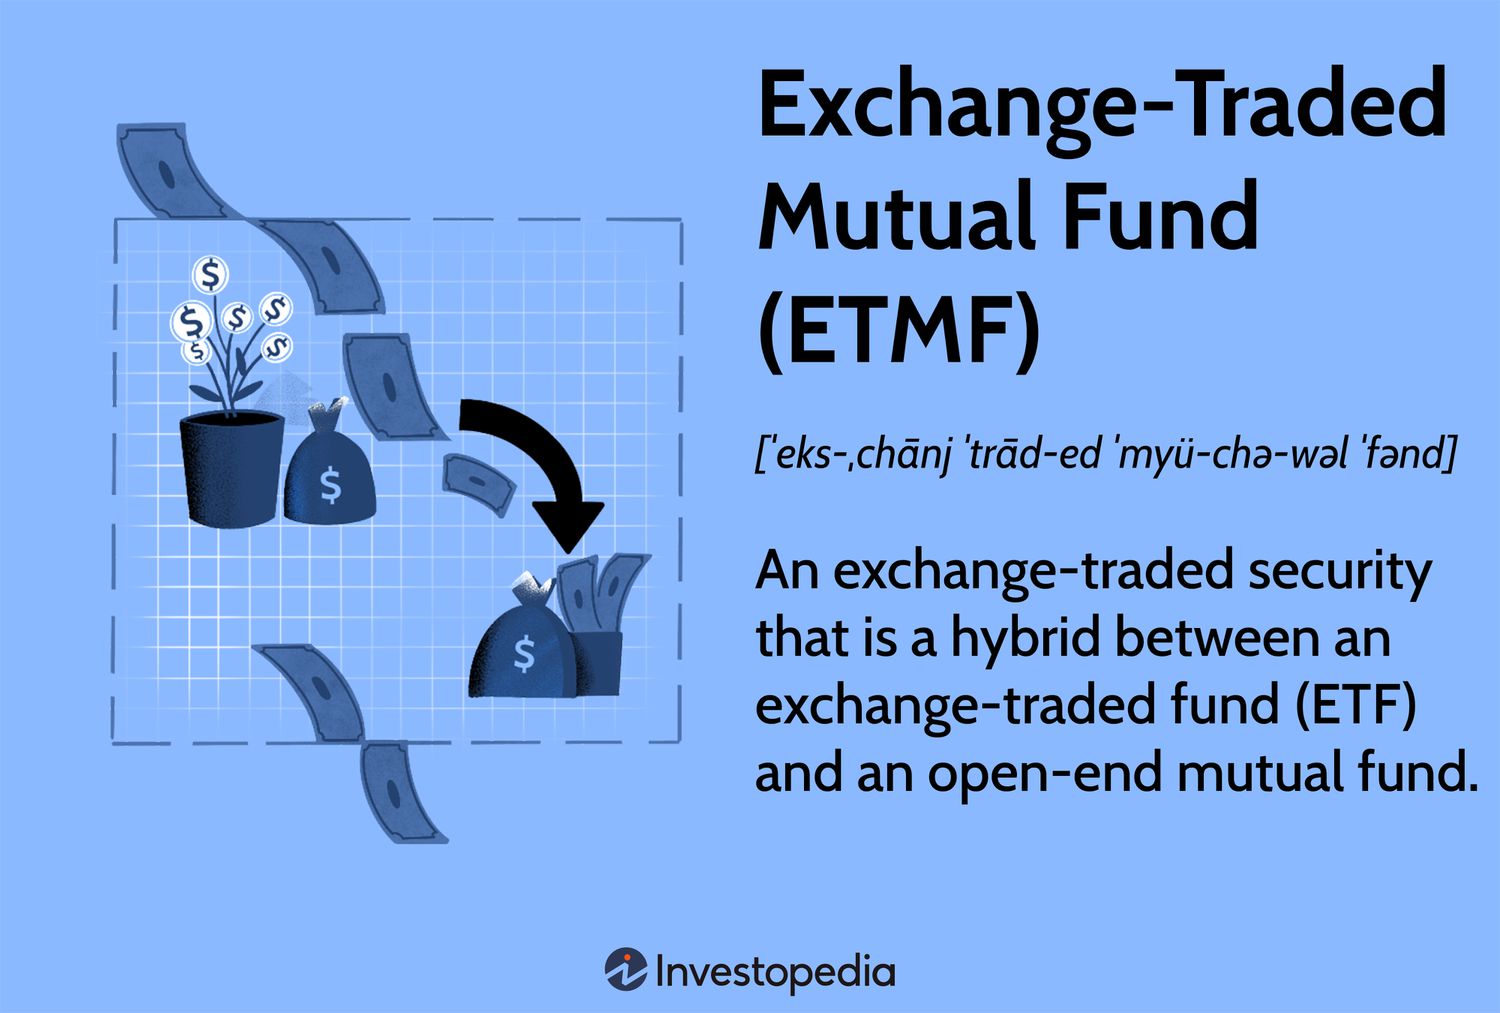 Exchange-Traded
Mutual Fund
(ETMF)
[ˈeks-ˌchānj ˈtrād-ed ˈmyü-chə-wəl ˈfənd]
An exchange-traded security
that is a hybrid between an
exchange-traded fund (ETF)
and an open-end mutual fund.
$
$
$
$
$
$
$
$
Investopedia